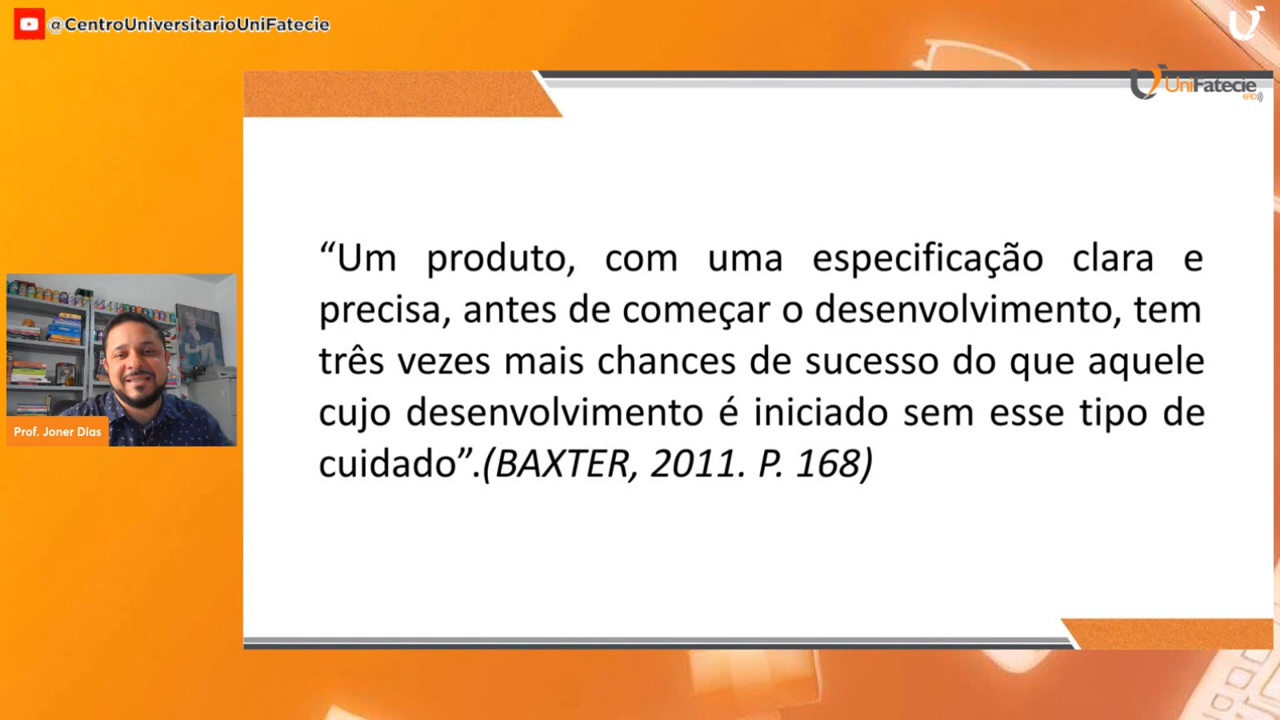 @CentroUniversitarioUniFatecie
UniFatecie
EAD
“Um produto, com uma especificação clara e
precisa, antes de começar o desenvolvimento, tem
três vezes mais chances de sucesso do que aquele
cujo desenvolvimento é iniciado sem esse tipo de
cuidado”.(BAXTER, 2011. P. 168)
Prof. Joner Dias